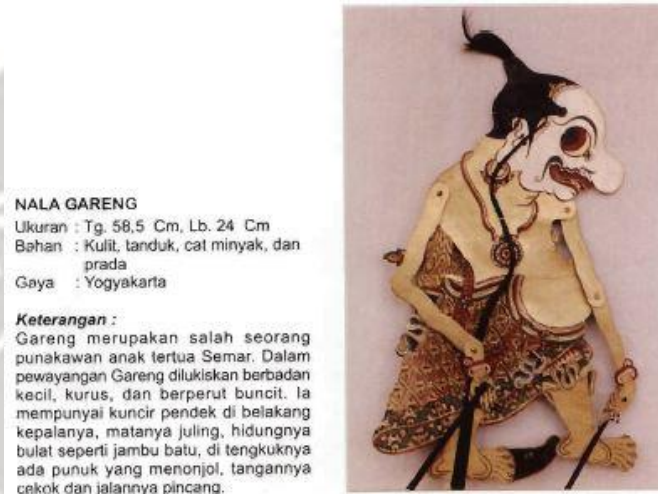 NALA GARENG
Ukuran : Tg. 58,5 Cm, Lb. 24 Cm
Bahan : Kulit, tanduk, cat minyak, dan
prada
Gaya : Yogyakarta
Keterangan :
Gareng merupakan salah seorang
punakawan anak tertua Semar. Dalam
pewayangan Gareng dilukiskan berbadan
kecil, kurus, dan berperut buncit. Ia
mempunyai kuncir pendek di belakang
kepalanya, matanya juling, hidungnya
bulat seperti jambu batu, di tengkuknya
ada punuk yang menonjol, tangannya
cekok dan jalannya pincang.